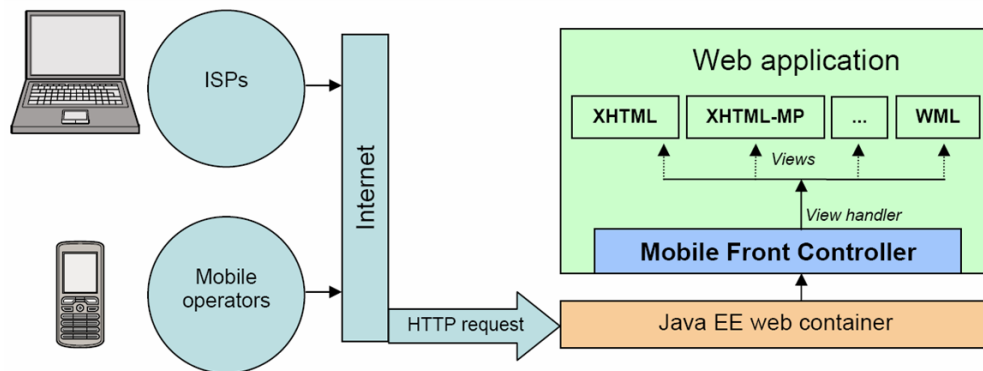 ISPs
Mobile
operators
Internet
HTTP request
Web application
XHTML
XHTML-MP
...
WML
Views
View handler
Mobile Front Controller
Java EE web container